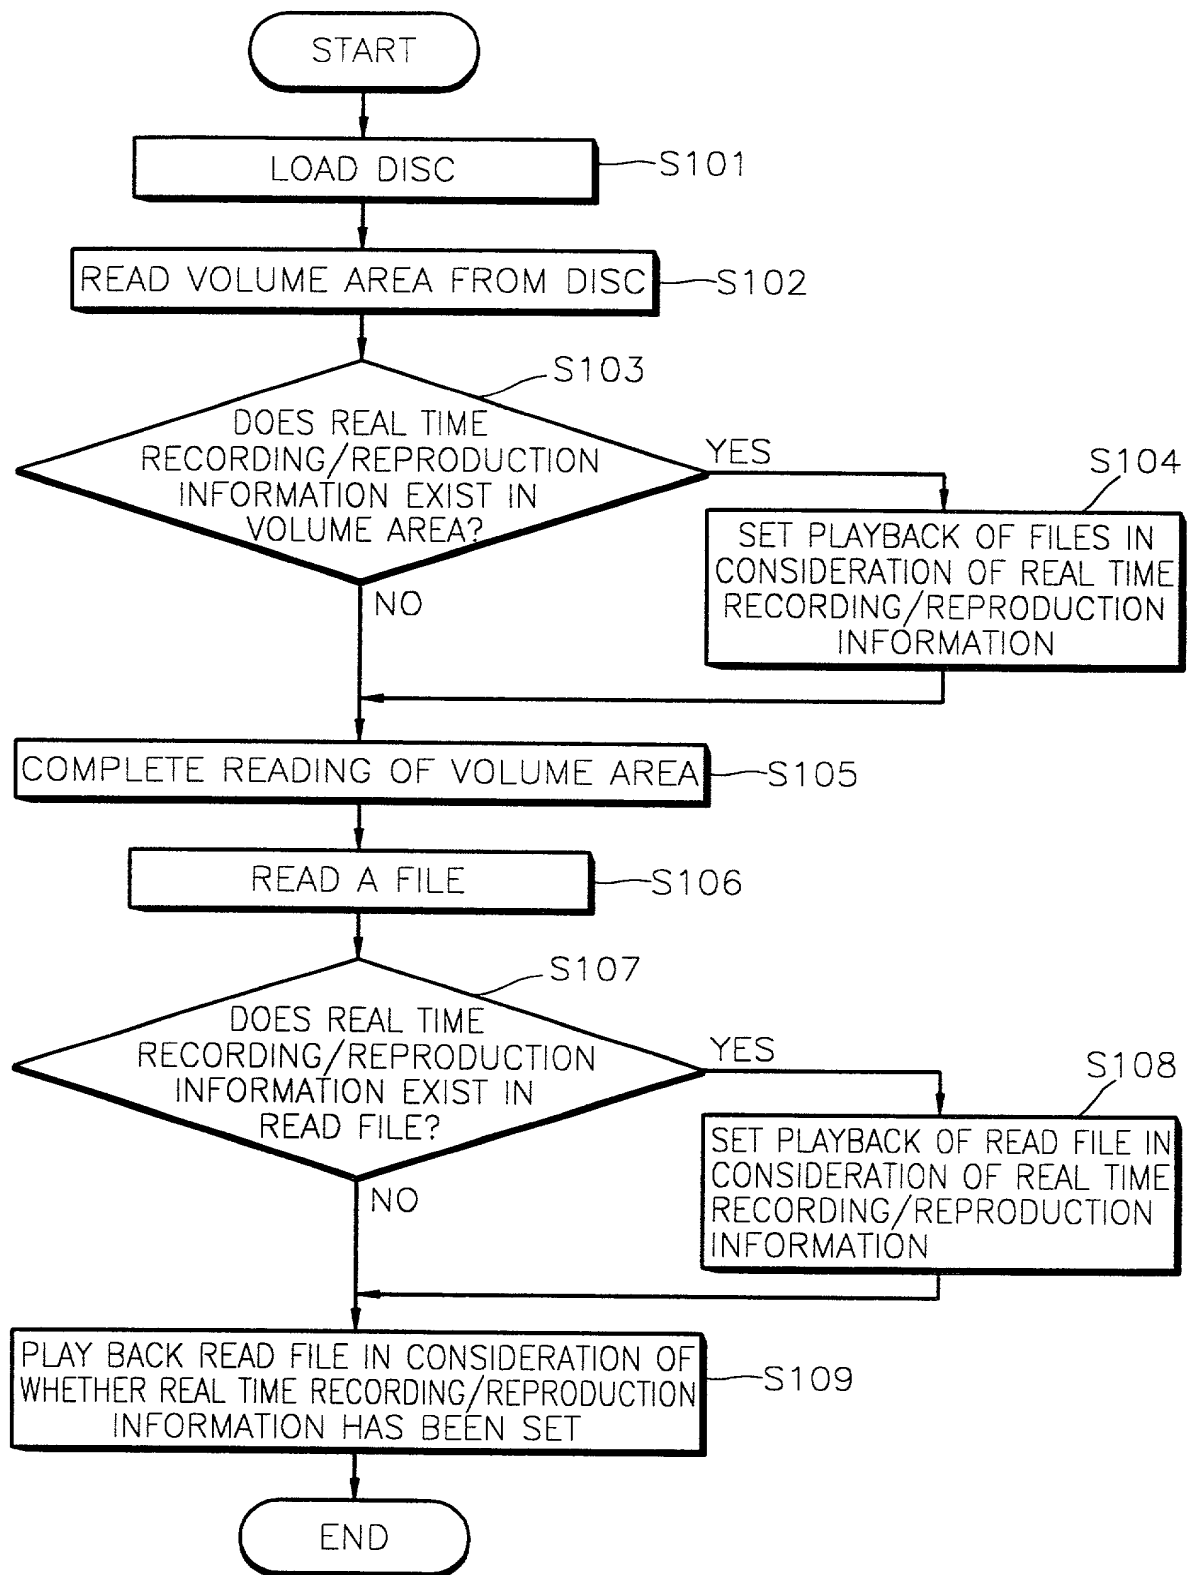 START
LOAD DISC
S101
READ VOLUME AREA FROM DISC
S102
S103
DOES REAL TIME
RECORDING/REPRODUCTION
INFORMATION EXIST IN
VOLUME AREA?
YES
NO
S104
SET PLAYBACK OF FILES IN
CONSIDERATION OF REAL TIME
RECORDING/REPRODUCTION
INFORMATION
COMPLETE READING OF VOLUME AREA
S105
READ A FILE
S106
S107
DOES REAL TIME
RECORDING/REPRODUCTION
INFORMATION EXIST IN
READ FILE?
YES
NO
S108
SET PLAYBACK OF READ FILE IN
CONSIDERATION OF REAL TIME
RECORDING/REPRODUCTION
INFORMATION
PLAY BACK READ FILE IN CONSIDERATION OF
WHETHER REAL TIME RECORDING/REPRODUCTION
INFORMATION HAS BEEN SET
S109
END